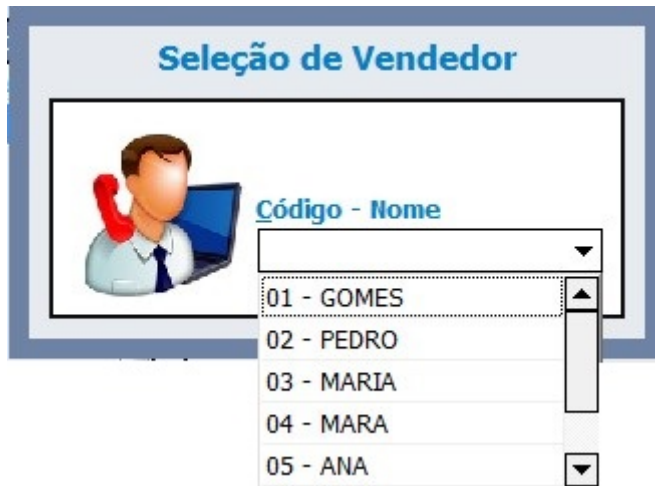 Seleção de Vendedor
Código - Nome
01 - GOMES
02 - PEDRO
03 - MARIA
04 - MARA
05 - ANA